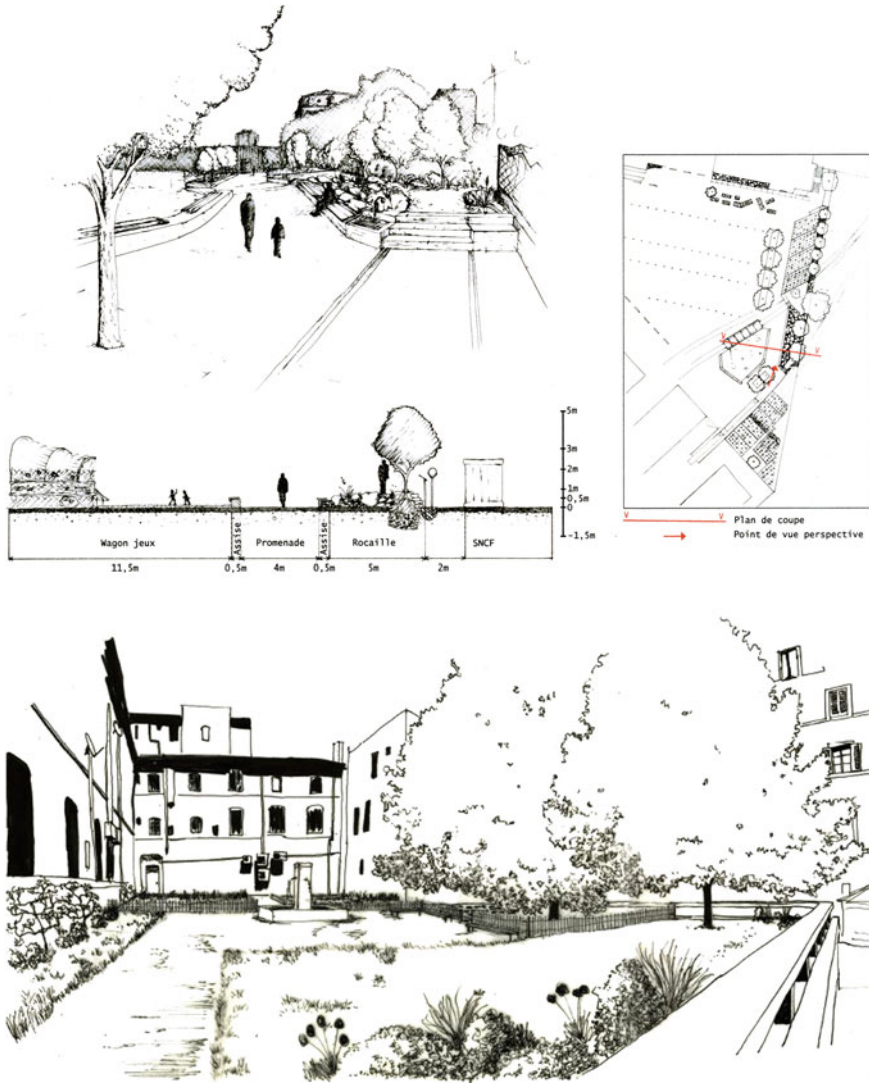 5m
3m
2m
1m
0,5m
0
-1,5m
Wagon jeux
Assise
Promenade
Assise
Rocaille
SNCF
11,5m
0,5m
4m
0,5m
5m
2m
V
V
V
V
Plan de coupe
Point de vue perspective